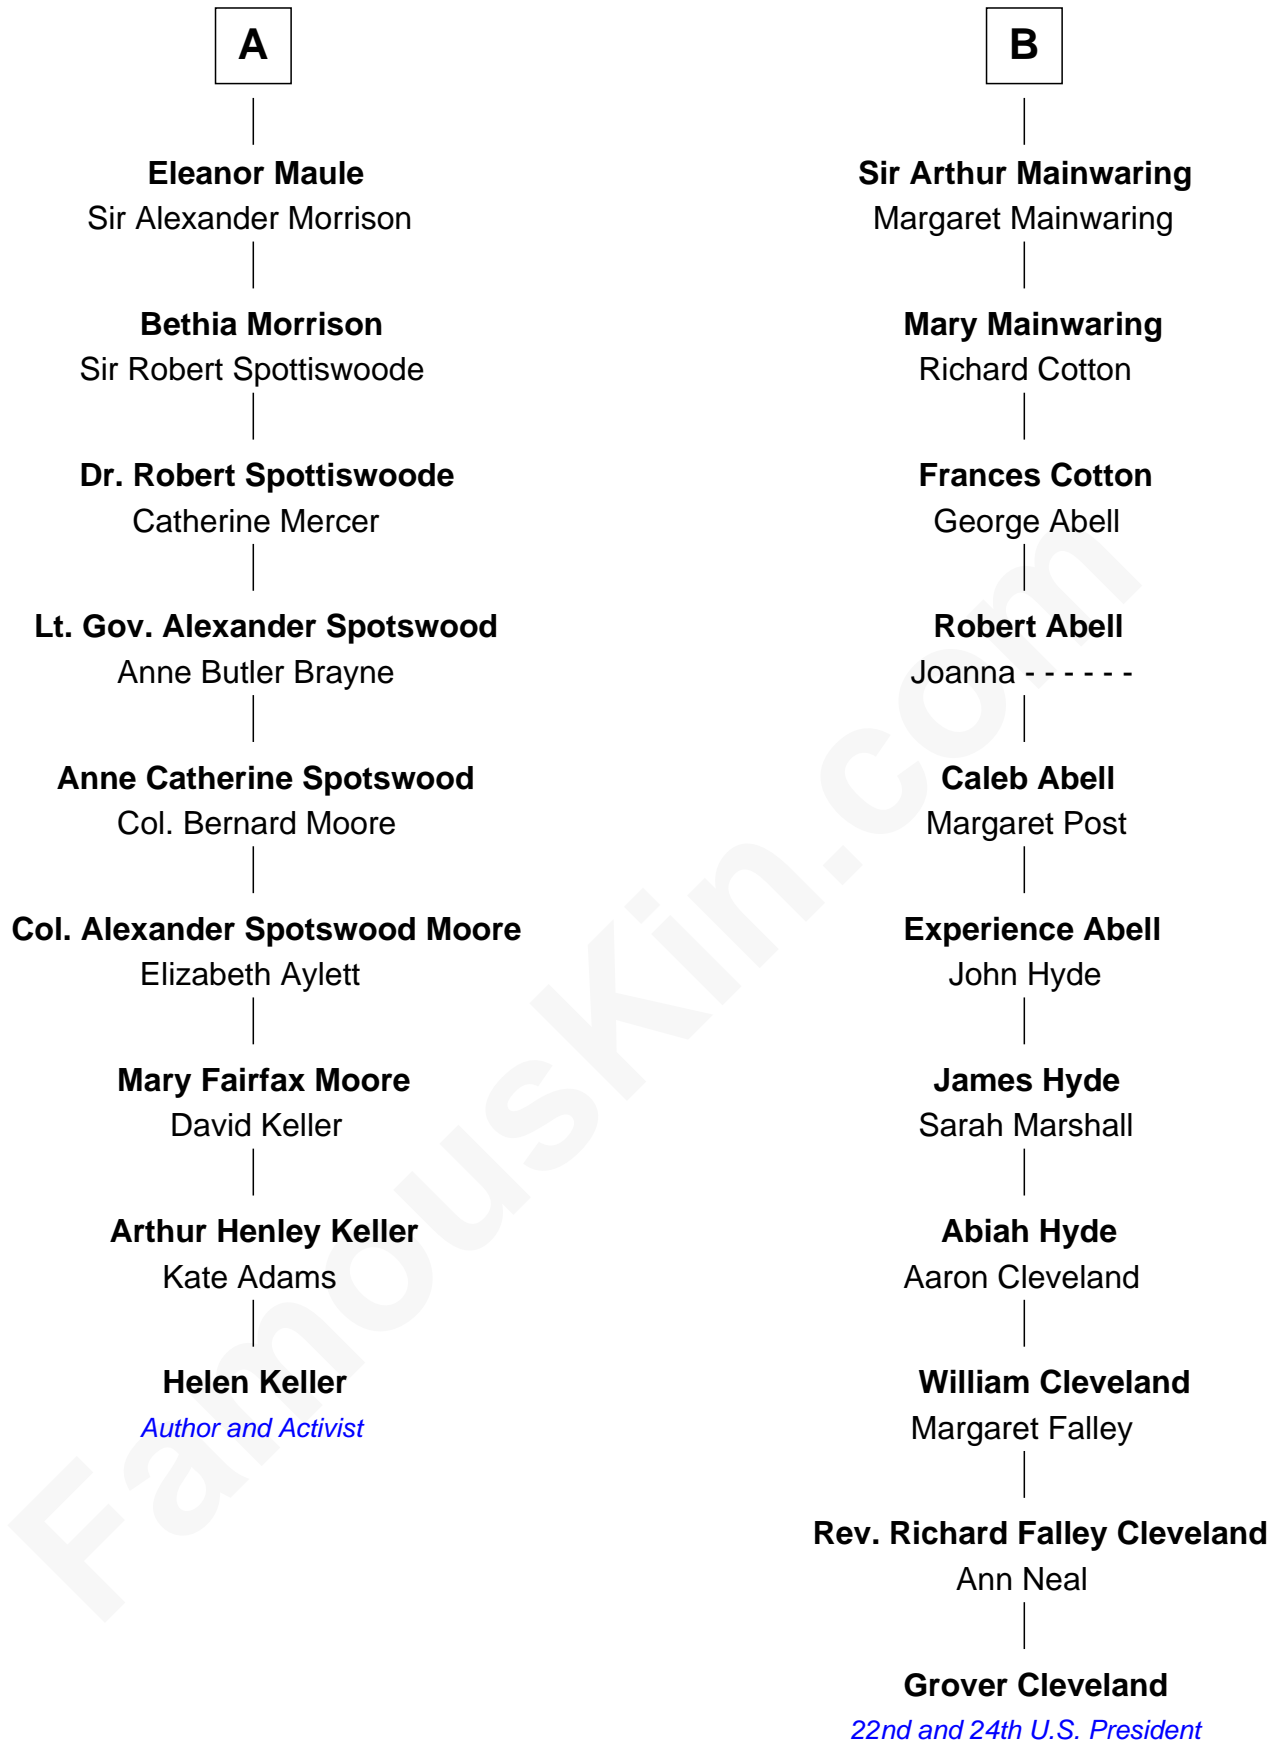 A
Eleanor Maule
Sir Alexander Morrison
Bethia Morrison
Sir Robert Spottiswoode
Dr. Robert Spottiswoode
Catherine Mercer
Lt. Gov. Alexander Spotswood
Anne Butler Brayne
Anne Catherine Spotswood
Col. Bernard Moore
Col. Alexander Spotswood Moore
Elizabeth Aylett
Mary Fairfax Moore
David Keller
Arthur Henley Keller
Kate Adams
Helen Keller
Author and Activist
B
Sir Arthur Mainwaring
Margaret Mainwaring
Mary Mainwaring
Richard Cotton
Frances Cotton
George Abell
Robert Abell
Joanna - - - - - -
Caleb Abell
Margaret Post
Experience Abell
John Hyde
James Hyde
Sarah Marshall
Abiah Hyde
Aaron Cleveland
William Cleveland
Margaret Falley
Rev. Richard Falley Cleveland
Ann Neal
Grover Cleveland
22nd and 24th U.S. President
FamousKin.com